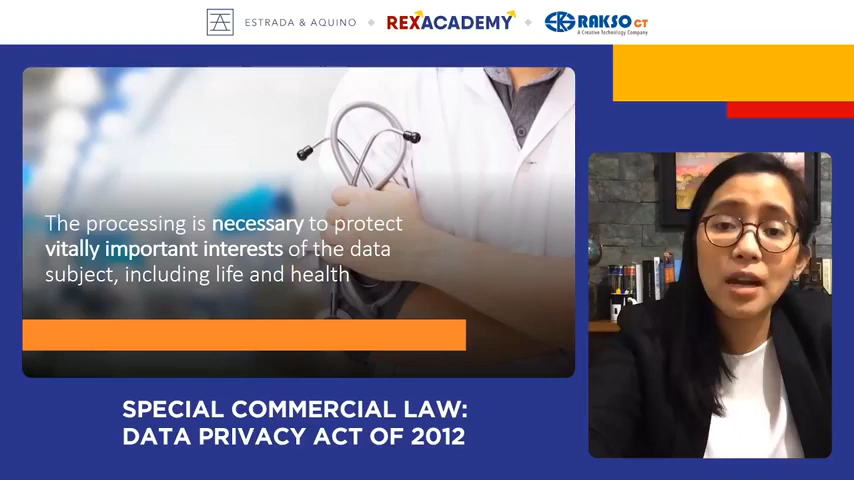 ESTRADA & AQUINO
REXACADEMY
RAKSO CT
A Creative Technology Company
The processing is necessary to protect
vitally important interests of the data
subject, including life and health
SPECIAL COMMERCIAL LAW:
DATA PRIVACY ACT OF 2012